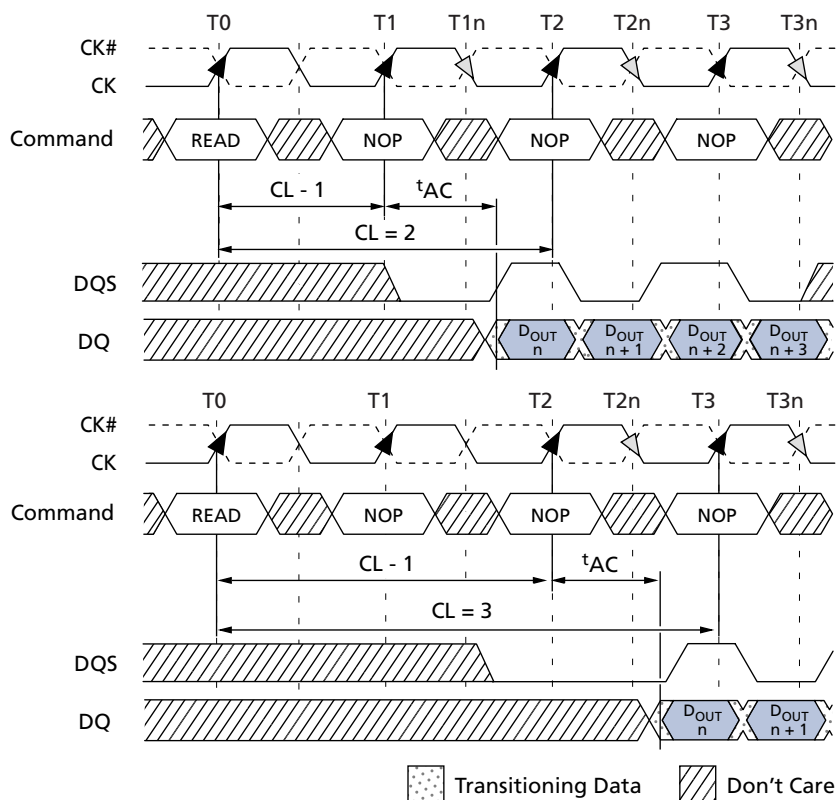 T0 T1 T1n T2 T2n T3 T3n
CK#
CK
Command READ NOP NOP NOP
CL - 1 tAC
CL = 2
DQS
DQ DOUT n DOUT n + 1 DOUT n + 2 DOUT n + 3
T0 T1 T2 T2n T3 T3n
CK#
CK
Command READ NOP NOP NOP
CL - 1 tAC
CL = 3
DQS
DQ DOUT n DOUT n + 1
Transitioning Data Don't Care